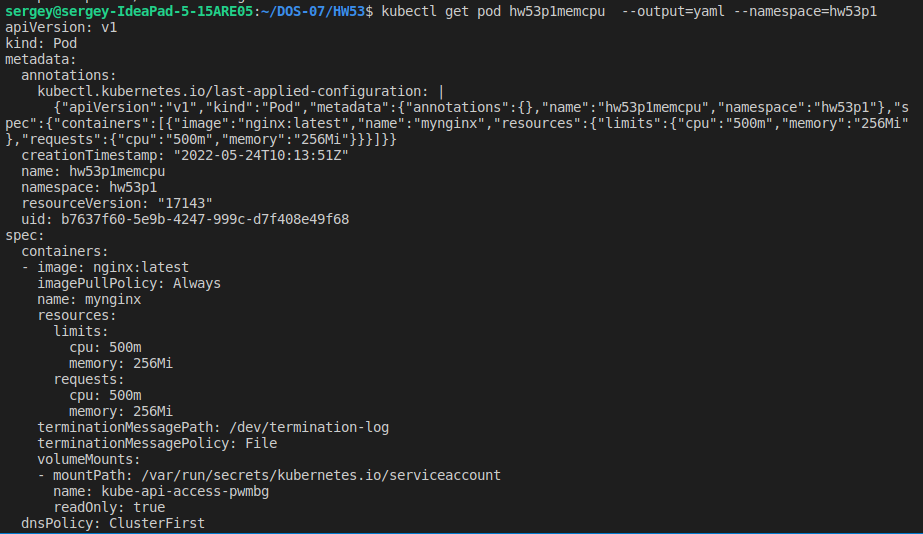 sergey@sergey-IdeaPad-5-15ARE05:~/DOS-07/HW53$ kubectl get pod hw53p1memcpu  --output=yaml --namespace=hw53p1
apiVersion: v1
kind: Pod
metadata:
  annotations:
    kubectl.kubernetes.io/last-applied-configuration: |
      {"apiVersion":"v1","kind":"Pod","metadata":{"annotations":{},"name":"hw53p1memcpu","namespace":"hw53p1"},"s
pec":{"containers":[{"image":"nginx:latest","name":"mynginx","resources":{"limits":{"cpu":"500m","memory":"256Mi"
},"requests":{"cpu":"500m","memory":"256Mi"}}}]}}
  creationTimestamp: "2022-05-24T10:13:51Z"
  name: hw53p1memcpu
  namespace: hw53p1
  resourceVersion: "17143"
  uid: b7637f60-5e9b-4247-999c-d7f408e49f68
spec:
  containers:
  - image: nginx:latest
    imagePullPolicy: Always
    name: mynginx
    resources:
      limits:
        cpu: 500m
        memory: 256Mi
      requests:
        cpu: 500m
        memory: 256Mi
    terminationMessagePath: /dev/termination-log
    terminationMessagePolicy: File
    volumeMounts:
    - mountPath: /var/run/secrets/kubernetes.io/serviceaccount
      name: kube-api-access-pwmbg
      readOnly: true
  dnsPolicy: ClusterFirst